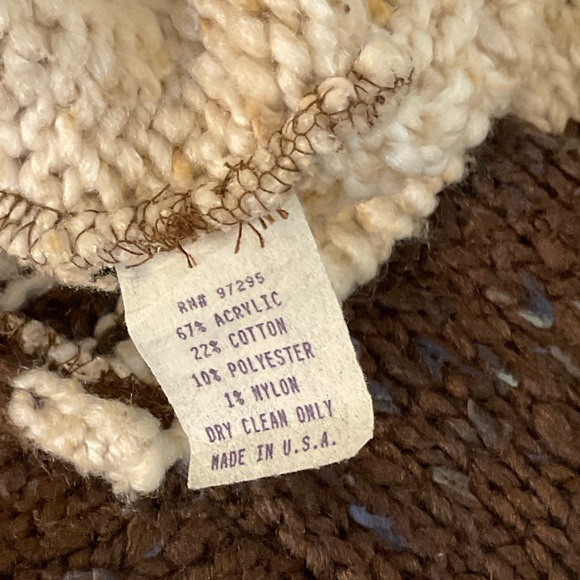 RN# 97295
67% ACRYLIC
22% COTTON
10% POLYESTER
1% NYLON
DRY CLEAN ONLY
MADE IN U.S.A.